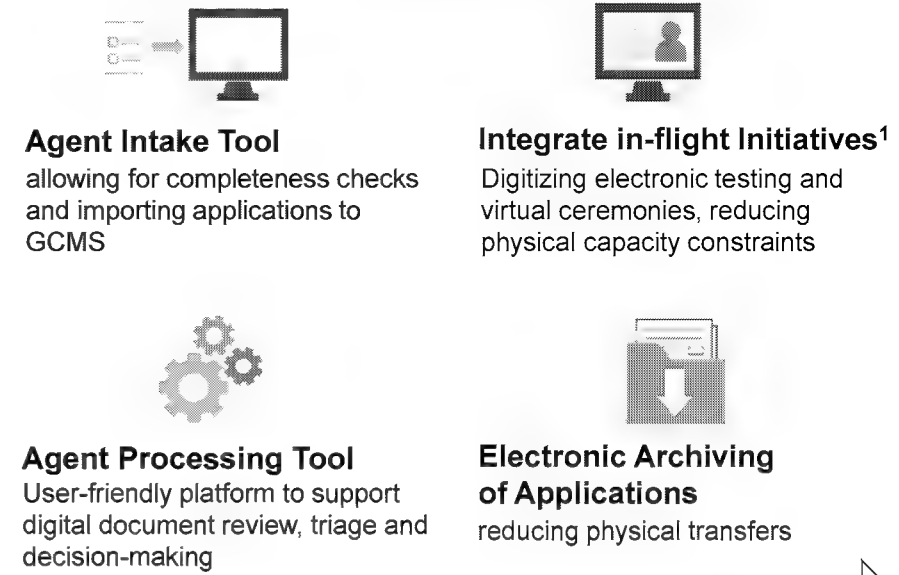 Agent Intake Tool
allowing for completeness checks
and importing applications to
GCMS
Integrate in-flight Initiatives¹
Digitizing electronic testing and
virtual ceremonies, reducing
physical capacity constraints
Agent Processing Tool
User-friendly platform to support
digital document review, triage and
decision-making
Electronic Archiving
of Applications
reducing physical transfers